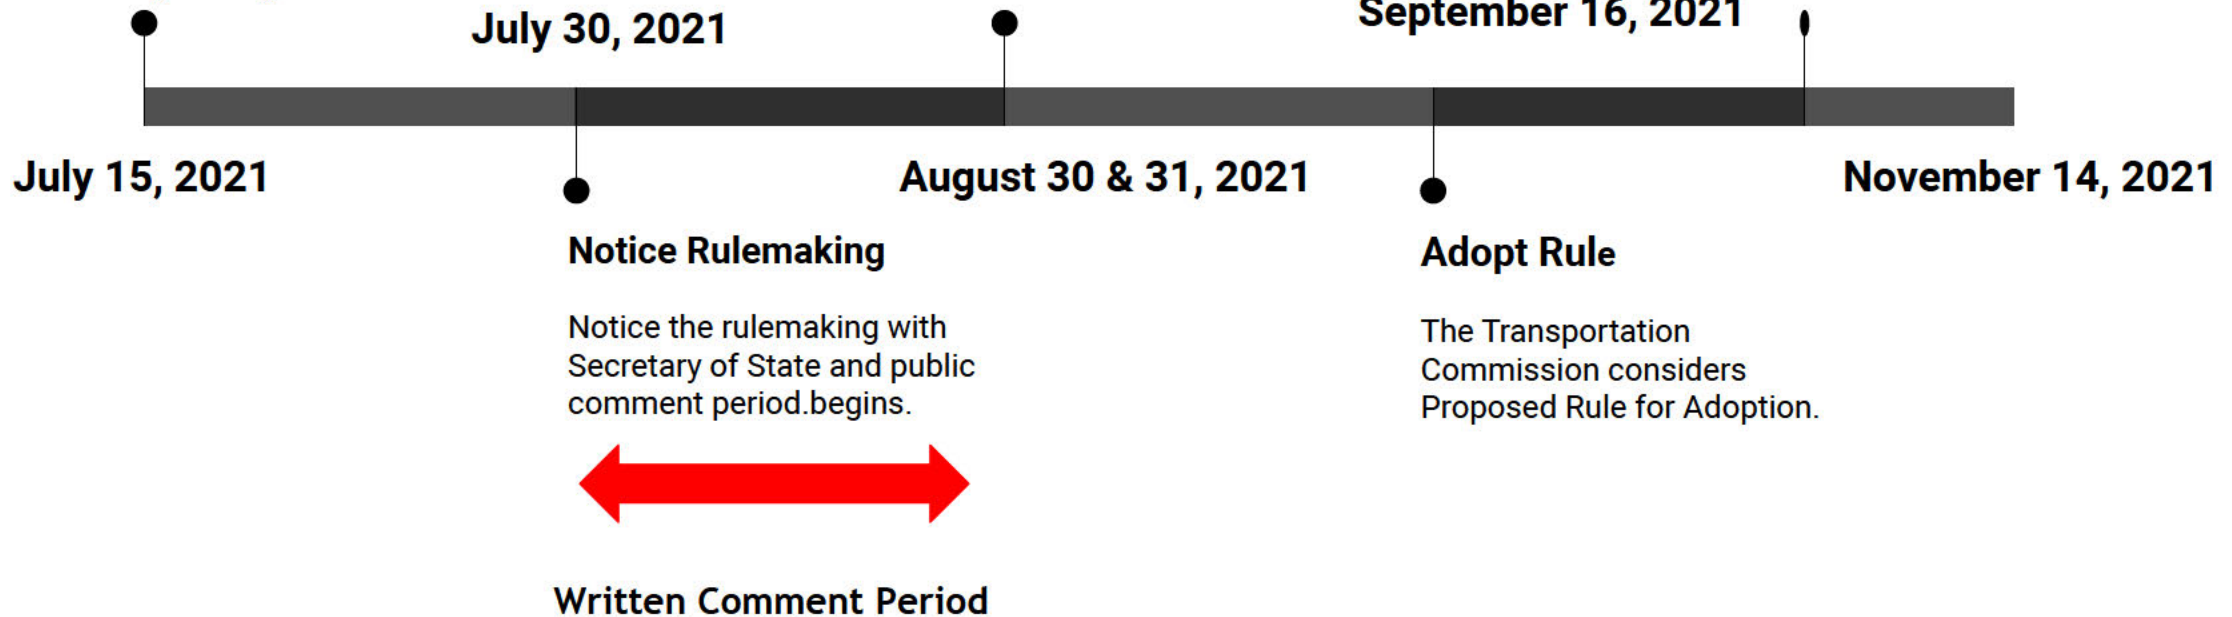 July 30, 2021
September 16, 2021
July 15, 2021
August 30 & 31, 2021
November 14, 2021
Notice Rulemaking
Notice the rulemaking with
Secretary of State and public
comment period.begins.
Adopt Rule
The Transportation
Commission considers
Proposed Rule for Adoption.
Written Comment Period